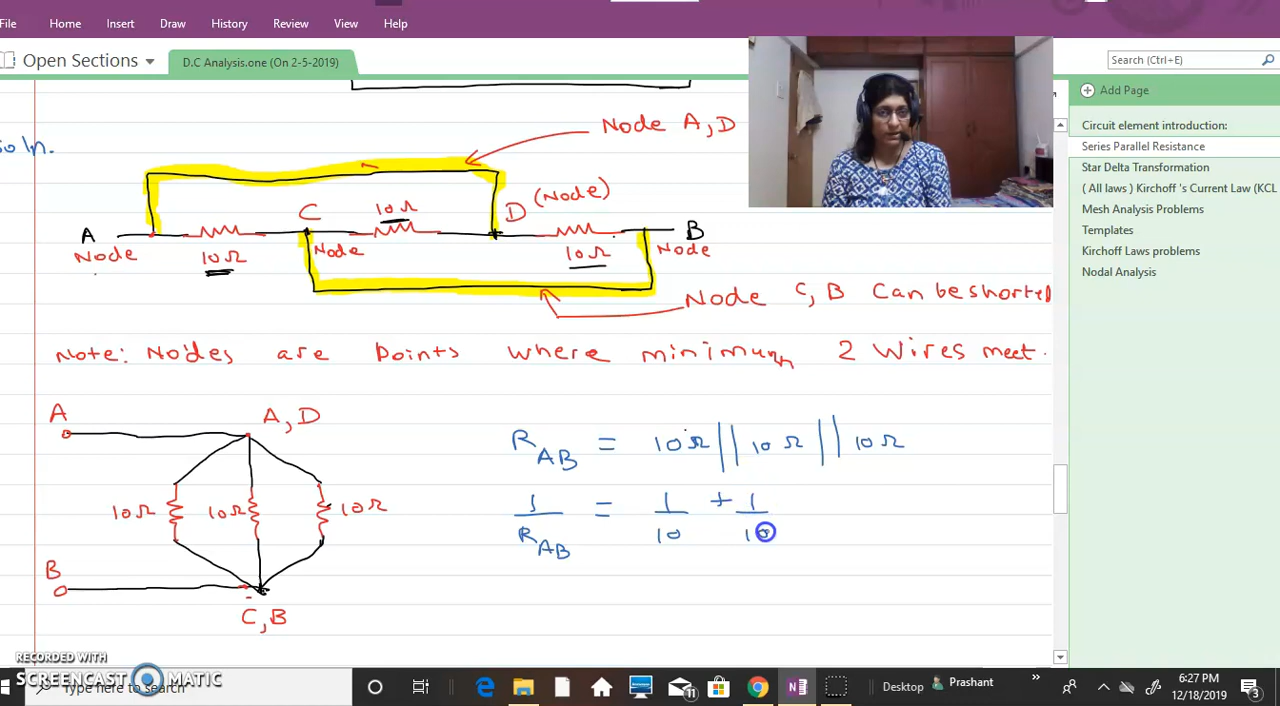 File Home Insert Draw History Review View Help
Open Sections D.C Analysis.one (On 2-5-2019) Search (Ctrl+E)
Add Page
Circuit element introduction:
Series Parallel Resistance
Star Delta Transformation
( All laws ) Kirchoff 's Current Law (KCL
Mesh Analysis Problems
Templates
Kirchoff Laws problems
Nodal Analysis
Soln.
Node A, D
C 10Ω D (Node)
A B
Node 10Ω Node 10Ω Node
Node C, B Can be shorted
Note: Nodes are points where minimum 2 Wires meet.
A A, D
10Ω 10Ω 10Ω
B
C, B
R AB = 10Ω || 10Ω || 10Ω
1 / R AB = 1 / 10 + 1 / 10
RECORDED WITH
SCREENCAST MATIC
Type here to search
11
Desktop Prashant »
6:27 PM
12/18/2019
3